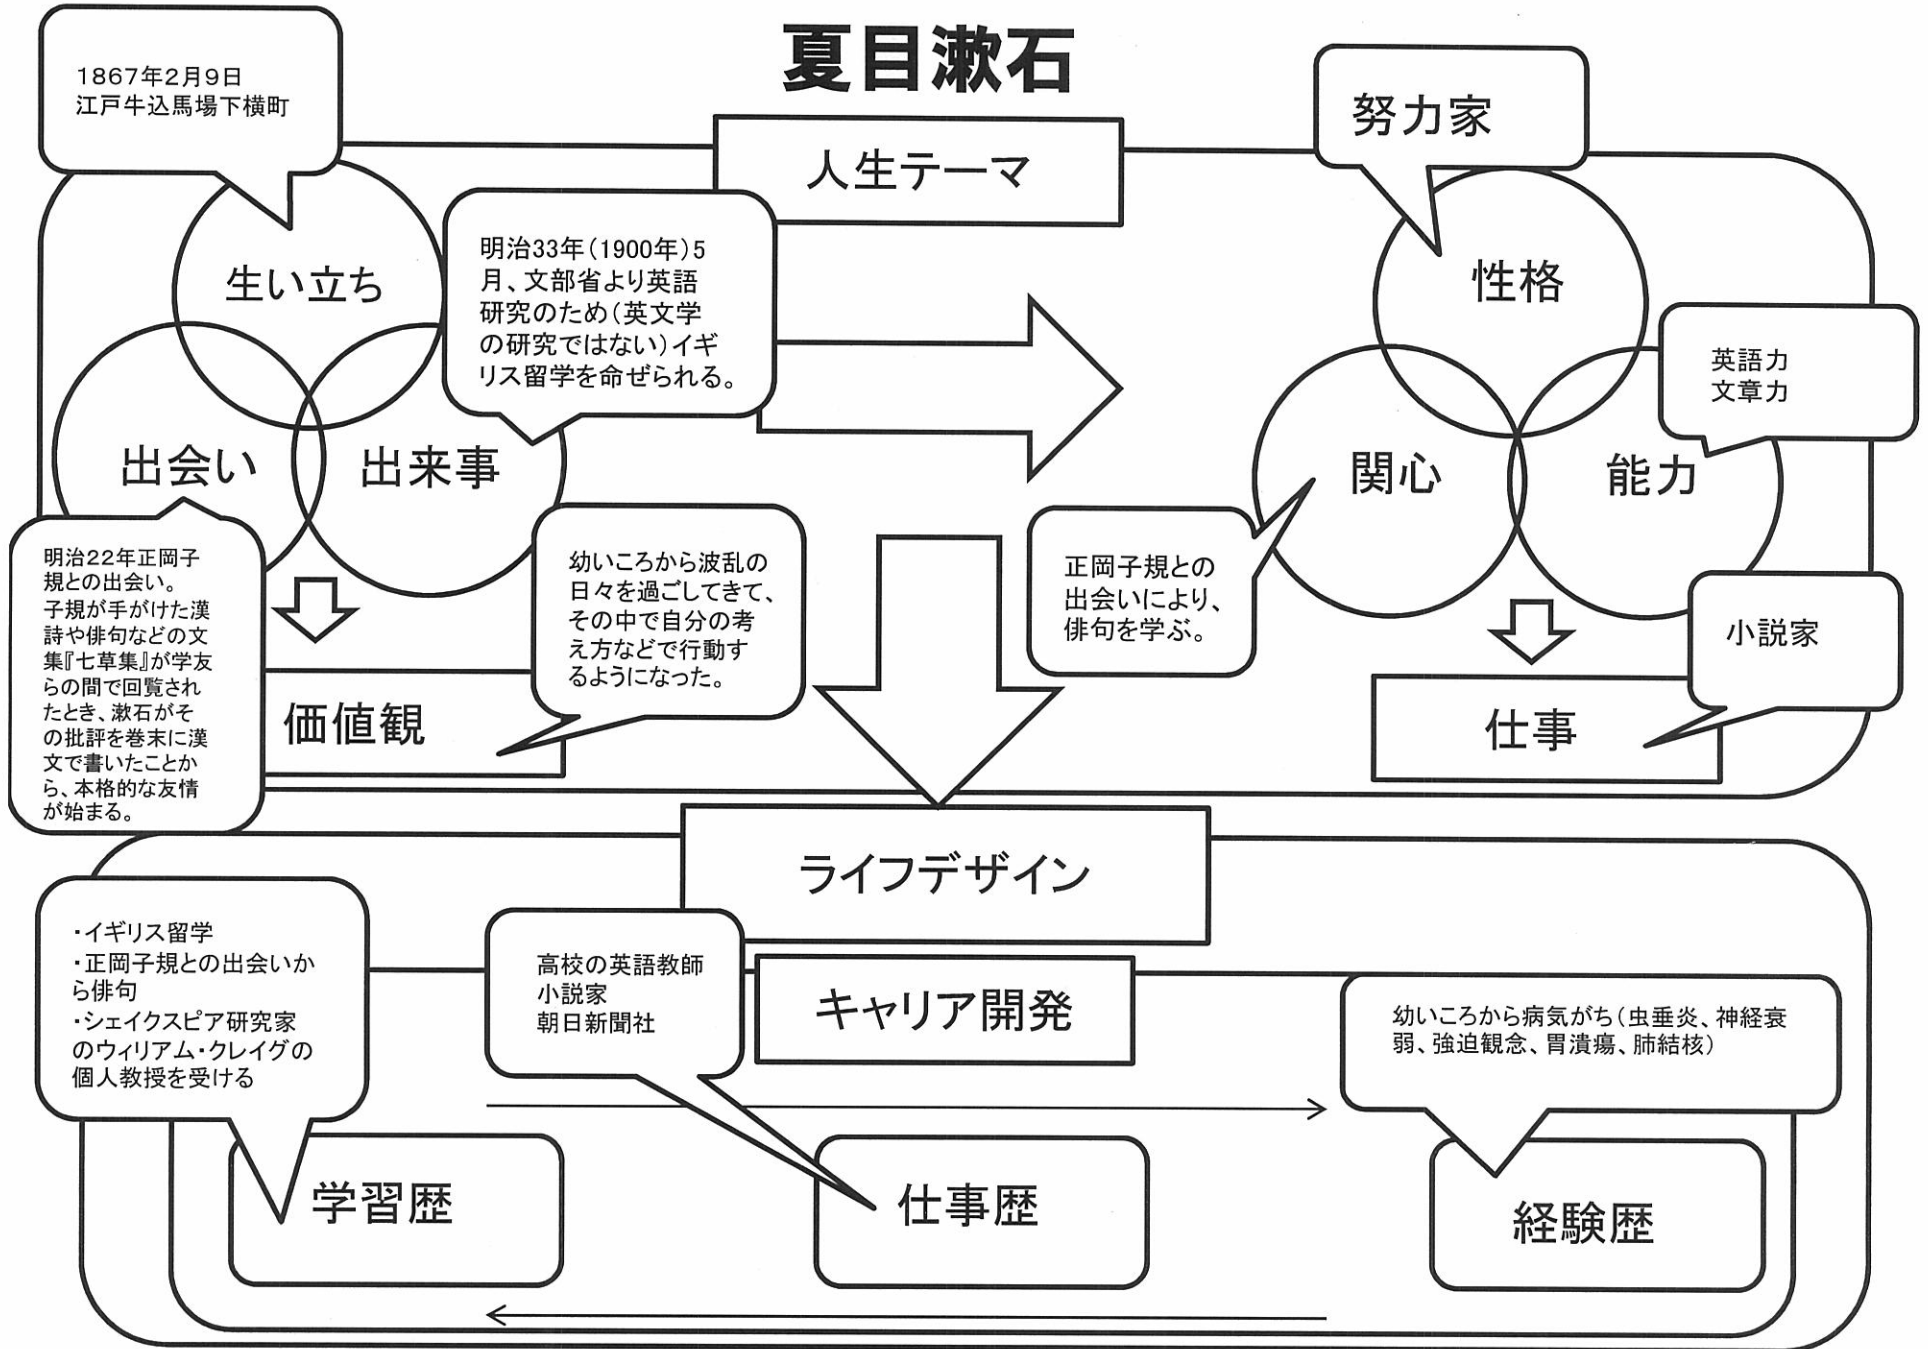 夏目漱石
1867年2月9日
江戸牛込馬場下横町
人生テーマ
努力家
生い立ち
明治33年（1900年）5
月、文部省より英語
研究のため（英文学
の研究ではない）イギ
リス留学を命ぜられる。
出会い
出来事
性格
英語力
文章力
関心
能力
明治22年正岡子
規との出会い。
子規が手がけた漢
詩や俳句などの文
集『七草集』が学友
らの間で回覧され
たとき、漱石がそ
の批評を巻末に漢
文で書いたことか
ら、本格的な友情
が始まる。
幼いころから波乱の
日々を過ごしてきて、
その中で自分の考
え方などで行動す
るようになった。
価値観
正岡子規との
出会いにより、
俳句を学ぶ。
小説家
仕事
ライフデザイン
キャリア開発
・イギリス留学
・正岡子規との出会いか
ら俳句
・シェイクスピア研究家
のウィリアム・クレイグの
個人教授を受ける
高校の英語教師
小説家
朝日新聞社
幼いころから病気がち（虫垂炎、神経衰
弱、強迫観念、胃潰瘍、肺結核）
学習歴
仕事歴
経験歴